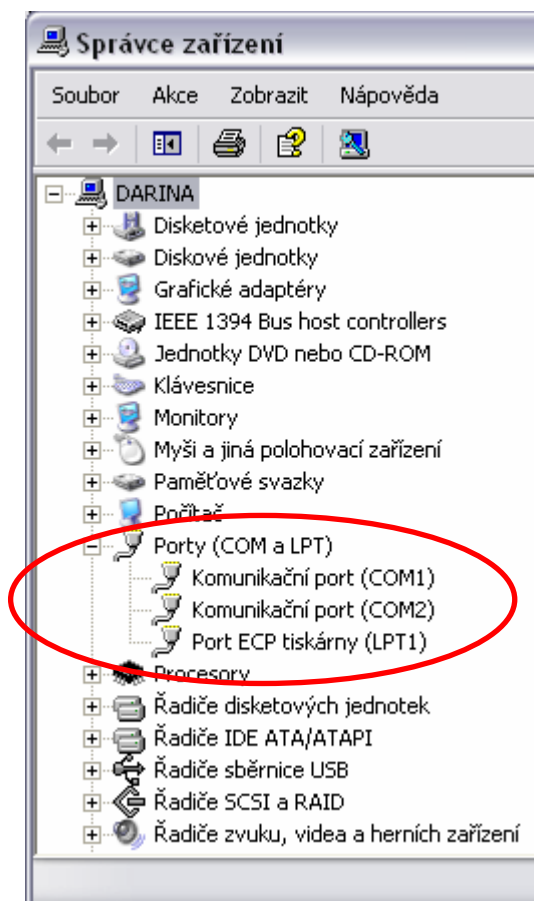 Správce zařízení
Soubor Akce Zobrazit Nápověda
DARINA
Disketové jednotky
Diskové jednotky
Grafické adaptéry
IEEE 1394 Bus host controllers
Jednotky DVD nebo CD-ROM
Klávesnice
Monitory
Myši a jiná polohovací zařízení
Paměťové svazky
Počítač
Porty (COM a LPT)
Komunikační port (COM1)
Komunikační port (COM2)
Port ECP tiskárny (LPT1)
Procesory
Řadiče disketových jednotek
Řadiče IDE ATA/ATAPI
Řadiče sběrnice USB
Řadiče SCSI a RAID
Řadiče zvuku, videa a herních zařízení